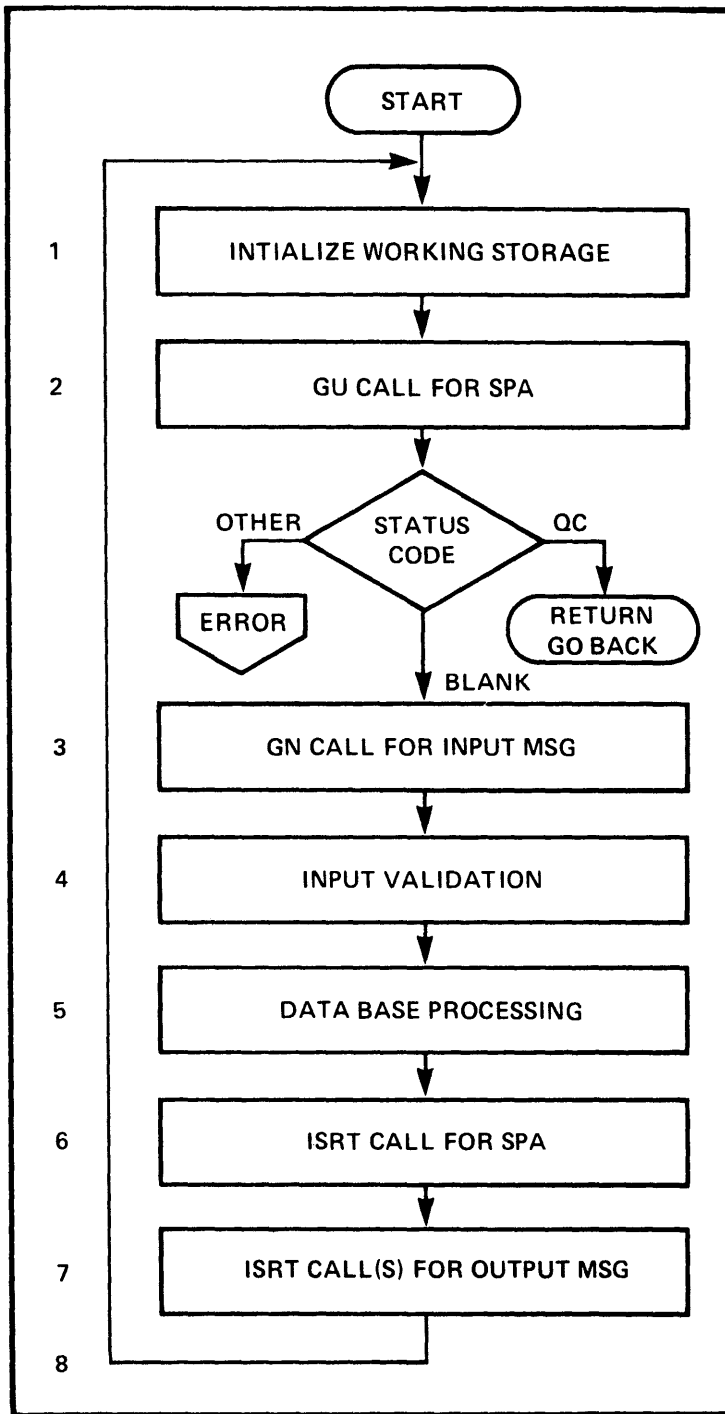 START
1
INTIALIZE WORKING STORAGE
2
GU CALL FOR SPA
OTHER
STATUS
CODE
QC
ERROR
RETURN
GO BACK
BLANK
3
GN CALL FOR INPUT MSG
4
INPUT VALIDATION
5
DATA BASE PROCESSING
6
ISRT CALL FOR SPA
7
ISRT CALL(S) FOR OUTPUT MSG
8